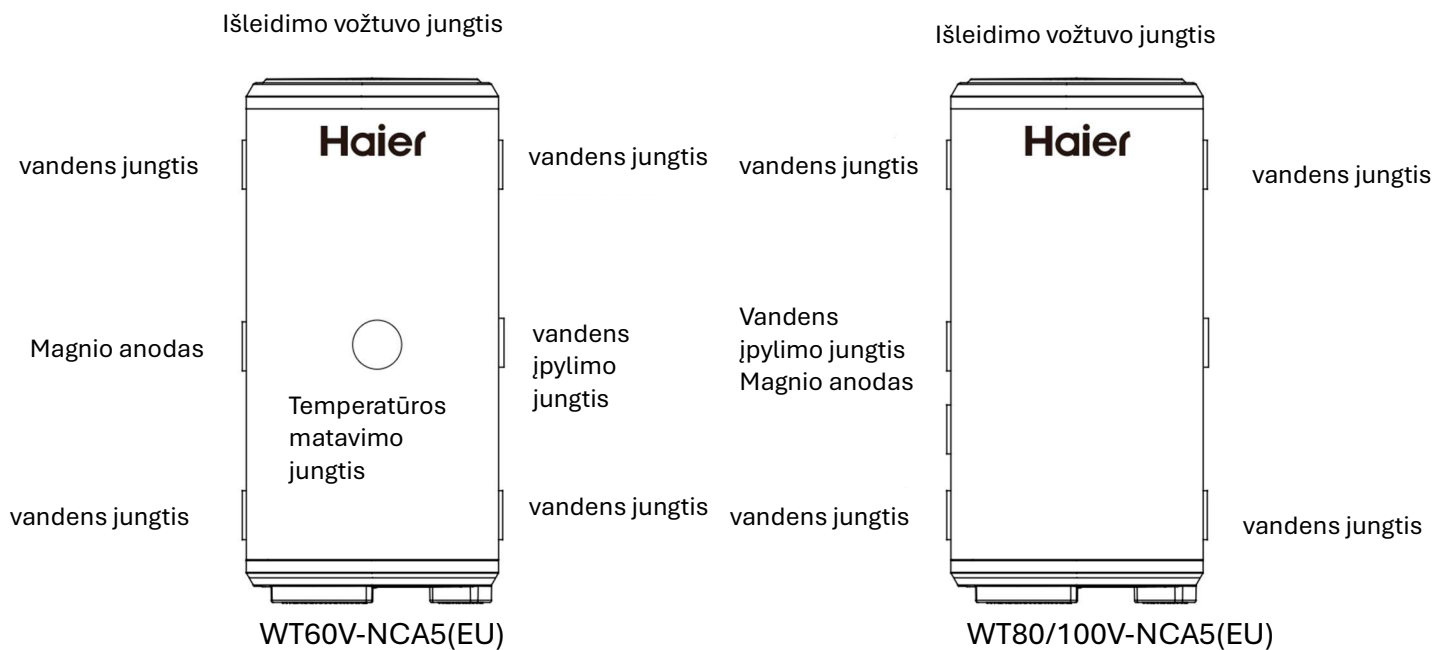 Išleidimo vožtuvo jungtis
Haier
vandens jungtis
vandens jungtis
Magnio anodas
vandens
įpylimo
jungtis
Temperatūros
matavimo
jungtis
vandens jungtis
vandens jungtis
WT60V-NCA5(EU)
Išleidimo vožtuvo jungtis
Haier
vandens jungtis
vandens jungtis
Vandens
įpylimo jungtis
Magnio anodas
vandens jungtis
vandens jungtis
WT80/100V-NCA5(EU)